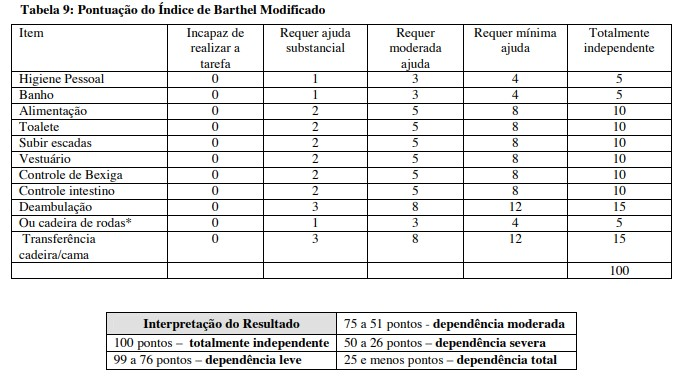 Tabela 9: Pontuação do Índice de Barthel Modificado
Item Incapaz de realizar a tarefa Requer ajuda substancial Requer moderada ajuda Requer mínima ajuda Totalmente independente
Higiene Pessoal 0 1 3 4 5
Banho 0 1 3 4 5
Alimentação 0 2 5 8 10
Toalete 0 2 5 8 10
Subir escadas 0 2 5 8 10
Vestuário 0 2 5 8 10
Controle de Bexiga 0 2 5 8 10
Controle intestino 0 2 5 8 10
Deambulação 0 3 8 12 15
Ou cadeira de rodas* 0 1 3 4 5
Transferência cadeira/cama 0 3 8 12 15
100
Interpretação do Resultado 75 a 51 pontos - dependência moderada
100 pontos – totalmente independente 50 a 26 pontos – dependência severa
99 a 76 pontos – dependência leve 25 e menos pontos – dependência total